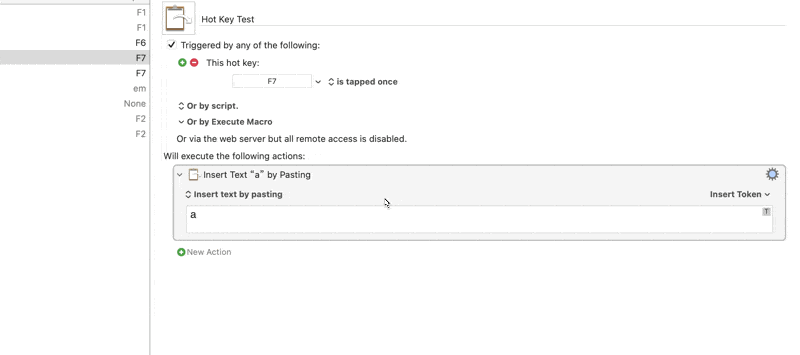 F1
F1
F6
F7
F7
em
None
F2
F2
Hot Key Test
Triggered by any of the following:
This hot key:
F7 is tapped once
Or by script.
Or by Execute Macro
Or via the web server but all remote access is disabled.
Will execute the following actions:
Insert Text “a” by Pasting
Insert text by pasting Insert Token
a T
New Action